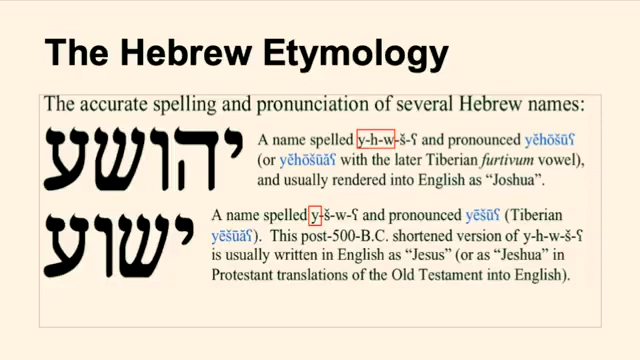 The Hebrew Etymology
The accurate spelling and pronunciation of several Hebrew names:
יהושע
A name spelled y-h-w-š-ʕ and pronounced yĕhōšūʕ
(or yĕhōšūăʕ with the later Tiberian furtivum vowel),
and usually rendered into English as “Joshua”.
ישוע
A name spelled y-š-w-ʕ and pronounced yēšūʕ (Tiberian
yēšūăʕ). This post-500-B.C. shortened version of y-h-w-š-ʕ
is usually written in English as “Jesus” (or as “Jeshua” in
Protestant translations of the Old Testament into English).